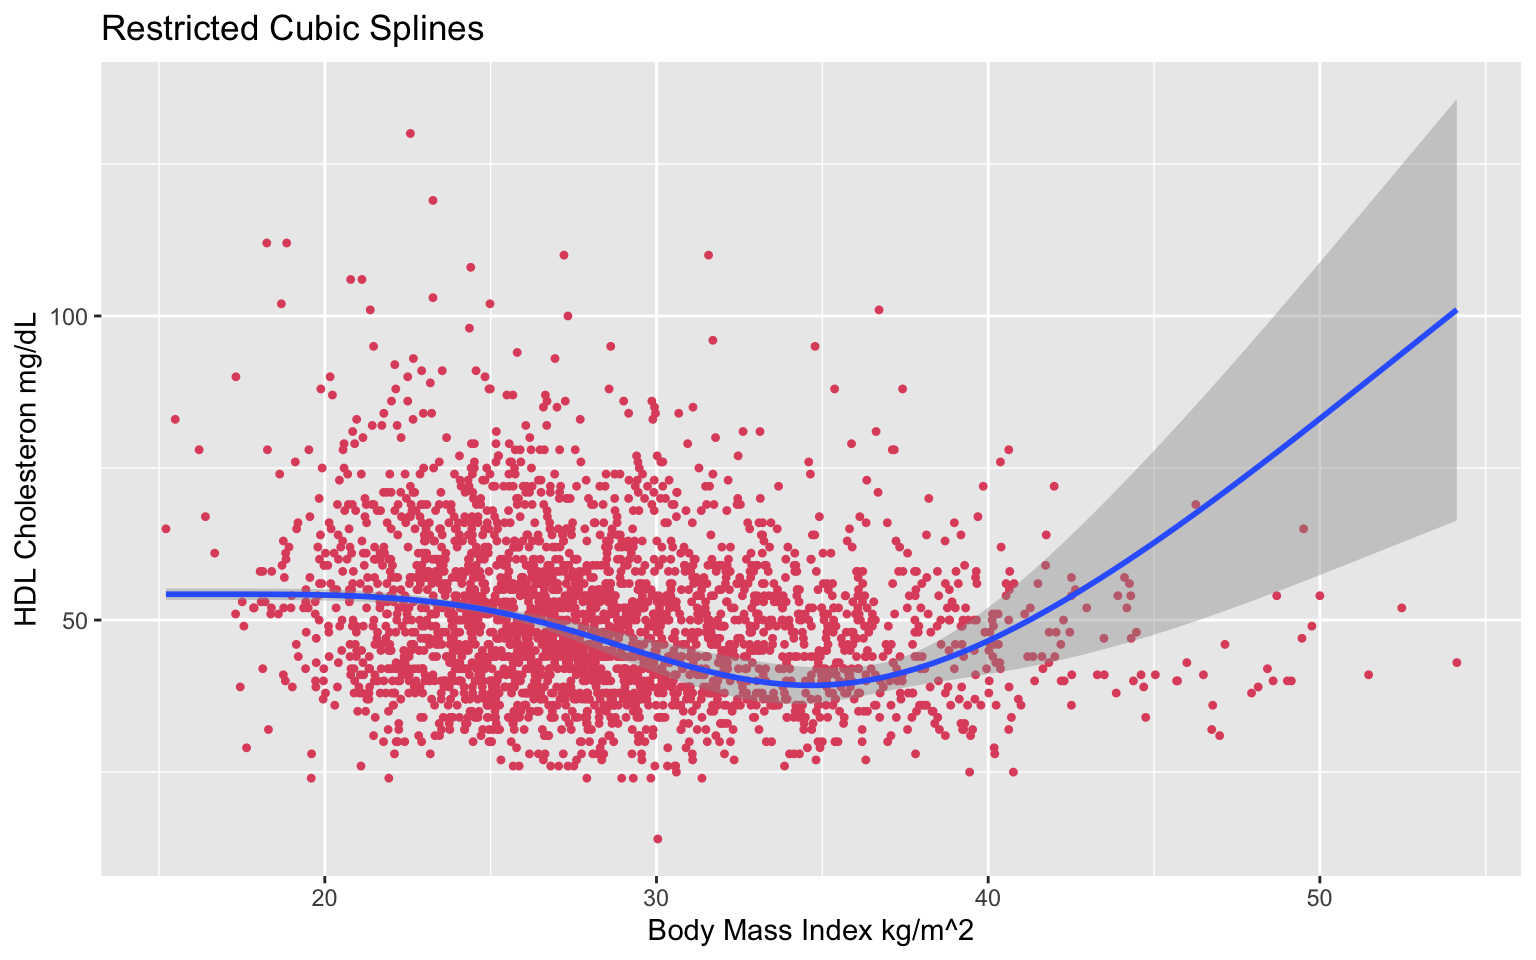 Restricted Cubic Splines
HDL Cholesteron mg/dL
100
50
20
30
40
50
Body Mass Index kg/m^2